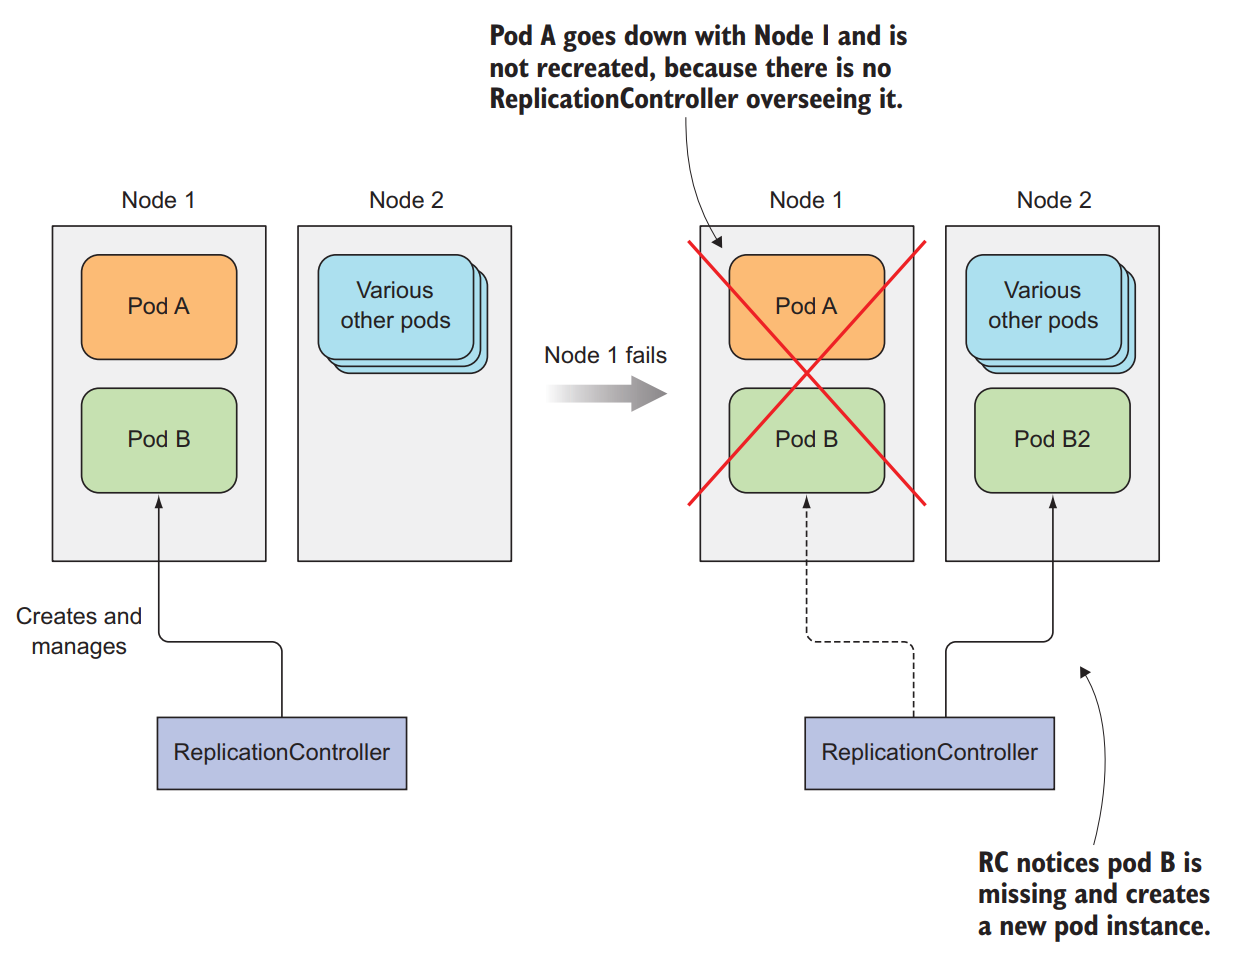 Pod A goes down with Node 1 and is
not recreated, because there is no
ReplicationController overseeing it.
Node 1
Node 2
Pod A
Various
other pods
Pod B
Creates and
manages
ReplicationController
Node 1 fails
Node 1
Node 2
Pod A
Various
other pods
Pod B
Pod B2
ReplicationController
RC notices pod B is
missing and creates
a new pod instance.